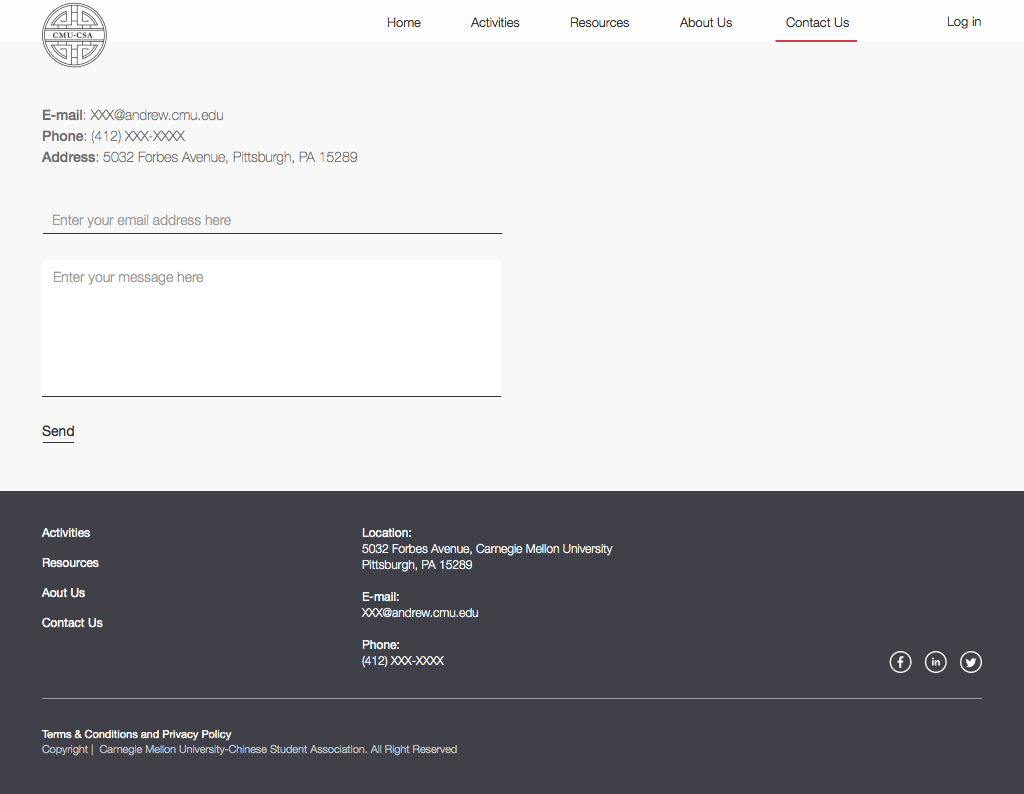 CMU·CSA
Home Activities Resources About Us Contact Us Log in
E-mail: XXX@andrew.cmu.edu
Phone: (412) XXX-XXXX
Address: 5032 Forbes Avenue, Pittsburgh, PA 15289
Enter your email address here
Enter your message here
Send
Activities
Resources
Aout Us
Contact Us
Location:
5032 Forbes Avenue, Carnegie Mellon University
Pittsburgh, PA 15289
E-mail:
XXX@andrew.cmu.edu
Phone:
(412) XXX-XXXX
f in
Terms & Conditions and Privacy Policy
Copyright | Carnegie Mellon University-Chinese Student Association. All Right Reserved